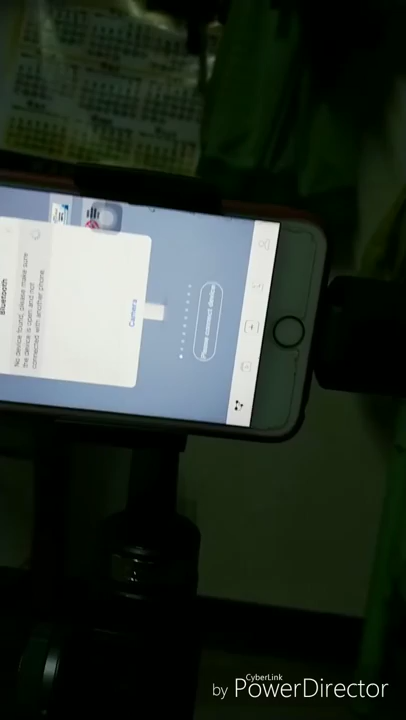 Bluetooth
No device found, please make sure
the device is open and not
connected with another phone.
Camera
Please connect device
CyberLink
by PowerDirector